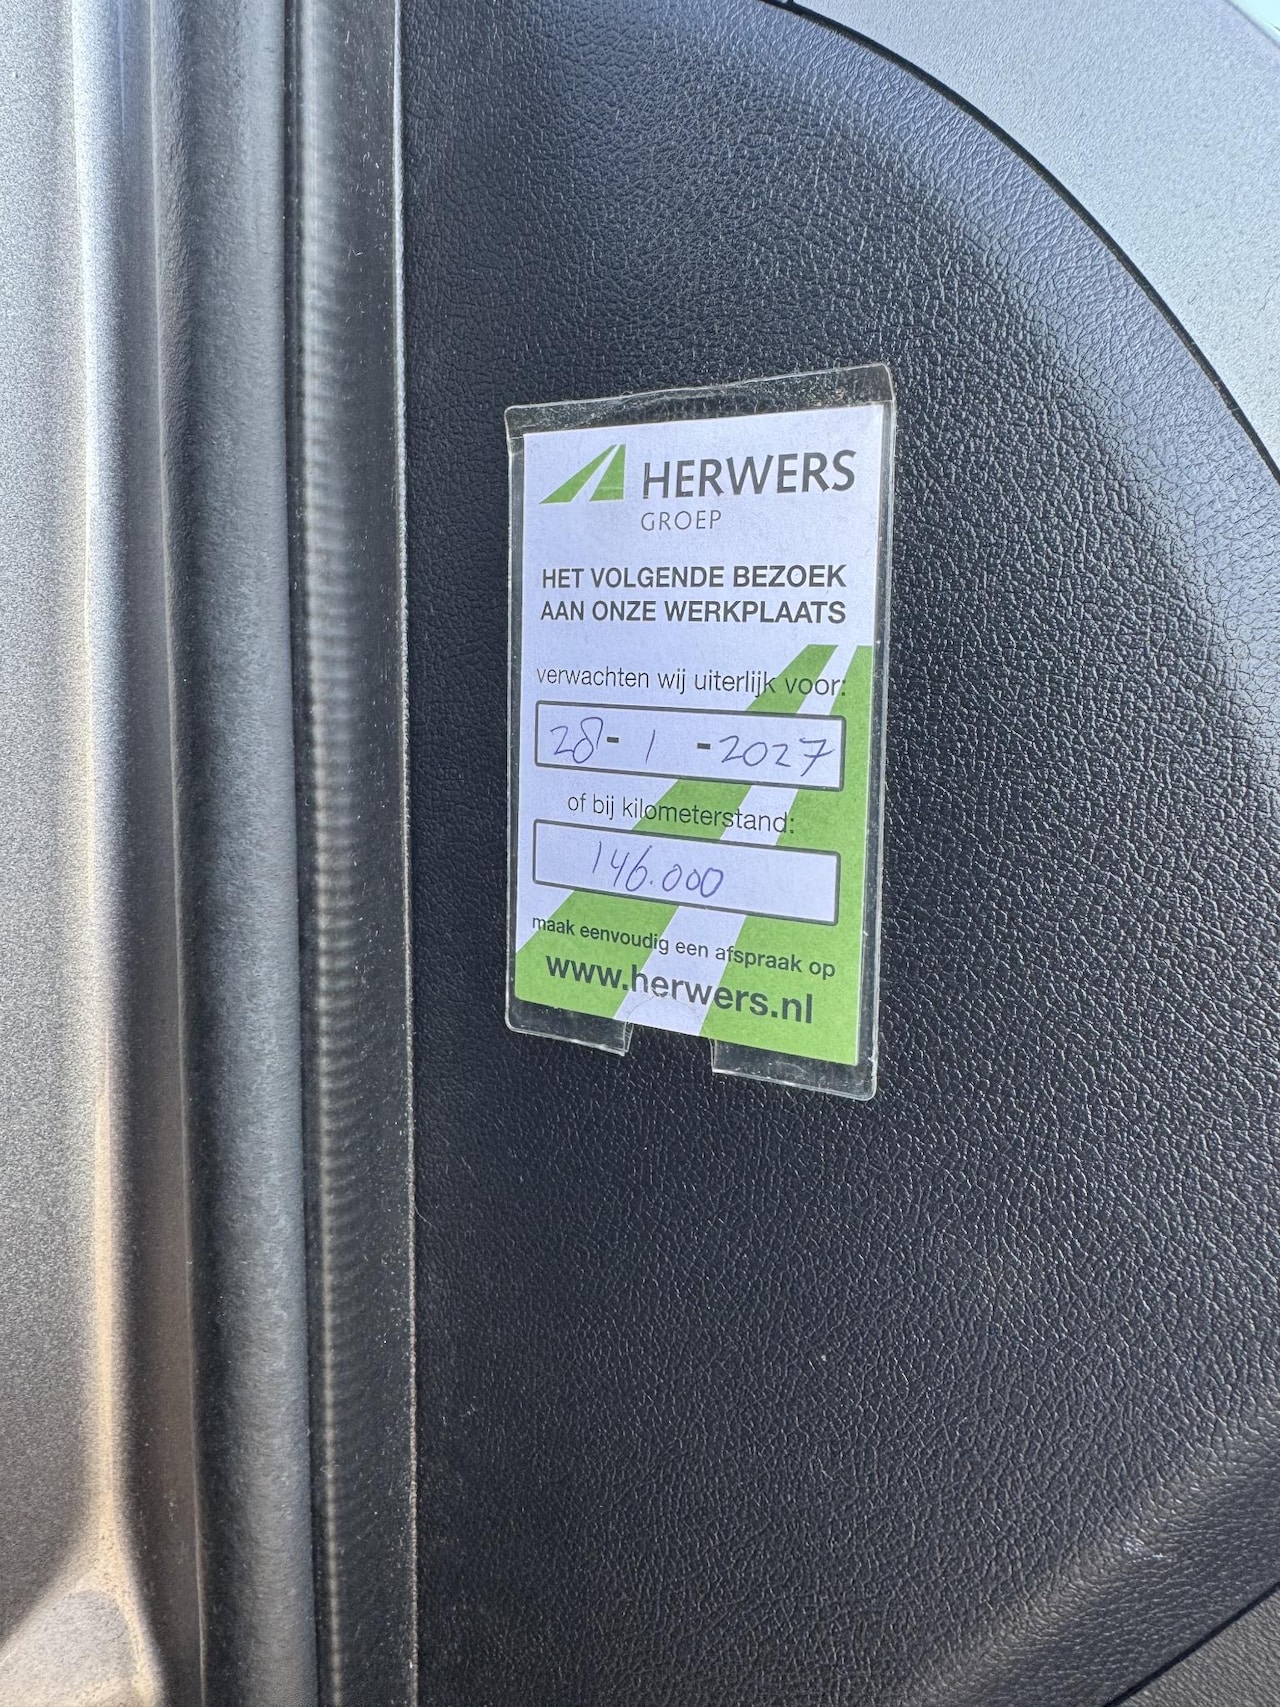 HERWERS
GROEP
HET VOLGENDE BEZOEK
AAN ONZE WERKPLAATS
verwachten wij uiterlijk voor:
28 - 1 - 2027
of bij kilometerstand:
146.000
maak eenvoudig een afspraak op
www.herwers.nl